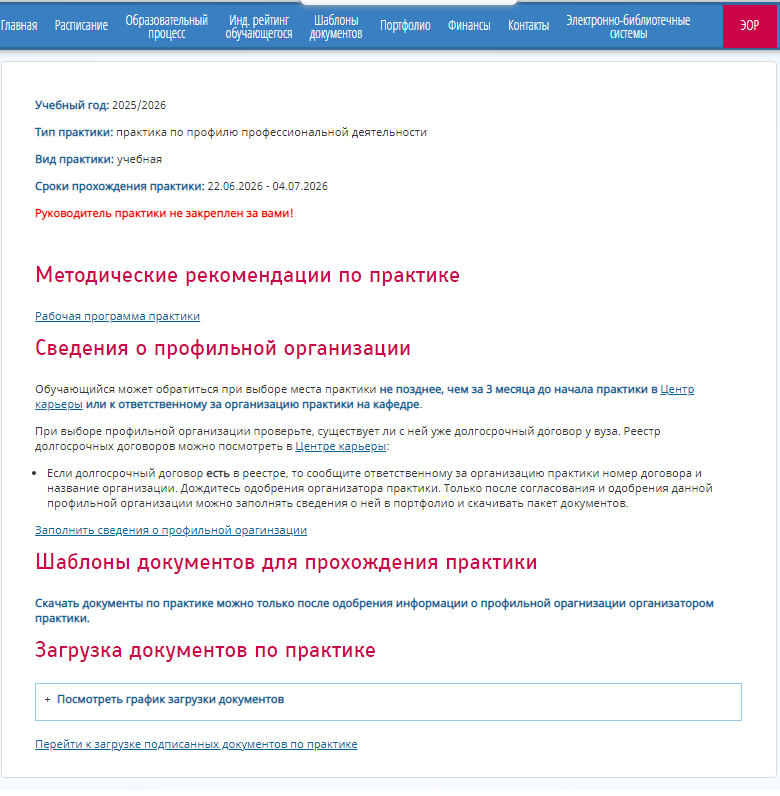 Главная Расписание Образовательный процесс Инд. рейтинг обучающегося Шаблоны документов Портфолио Финансы Контакты Электронно-библиотечные системы ЭОР
Учебный год: 2025/2026
Тип практики: практика по профилю профессиональной деятельности
Вид практики: учебная
Сроки прохождения практики: 22.06.2026 - 04.07.2026
Руководитель практики не закреплен за вами!
Методические рекомендации по практике
Рабочая программа практики
Сведения о профильной организации
Обучающийся может обратиться при выборе места практики не позднее, чем за 3 месяца до начала практики в Центр
карьеры или к ответственному за организацию практики на кафедре.
При выборе профильной организации проверьте, существует ли с ней уже долгосрочный договор у вуза. Реестр
долгосрочных договоров можно посмотреть в Центре карьеры:
• Если долгосрочный договор есть в реестре, то сообщите ответственному за организацию практики номер договора и
название организации. Дождитесь одобрения организатора практики. Только после согласования и одобрения данной
профильной организации можно заполнять сведения о ней в портфолио и скачивать пакет документов.
Заполнить сведения о профильной орагинзации
Шаблоны документов для прохождения практики
Скачать документы по практике можно только после одобрения информации о профильной орагнизации организатором
практики.
Загрузка документов по практике
+ Посмотреть график загрузки документов
Перейти к загрузке подписанных документов по практике